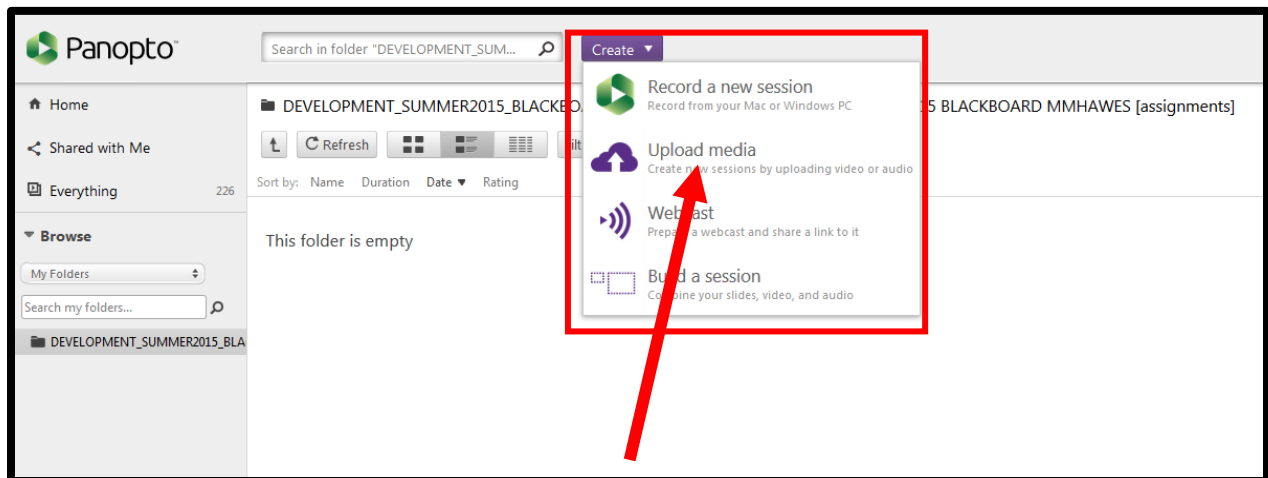 Panopto™
Search in folder "DEVELOPMENT_SUM...
Create
Home
Shared with Me
Everything 226
Browse
My Folders
Search my folders...
DEVELOPMENT_SUMMER2015_BLA
DEVELOPMENT_SUMMER2015_BLACKBO 5 BLACKBOARD MMHAWES [assignments]
Refresh
Sort by: Name Duration Date Rating
This folder is empty
Record a new session
Record from your Mac or Windows PC
Upload media
Create new sessions by uploading video or audio
Webcast
Prepare a webcast and share a link to it
Build a session
Combine your slides, video, and audio